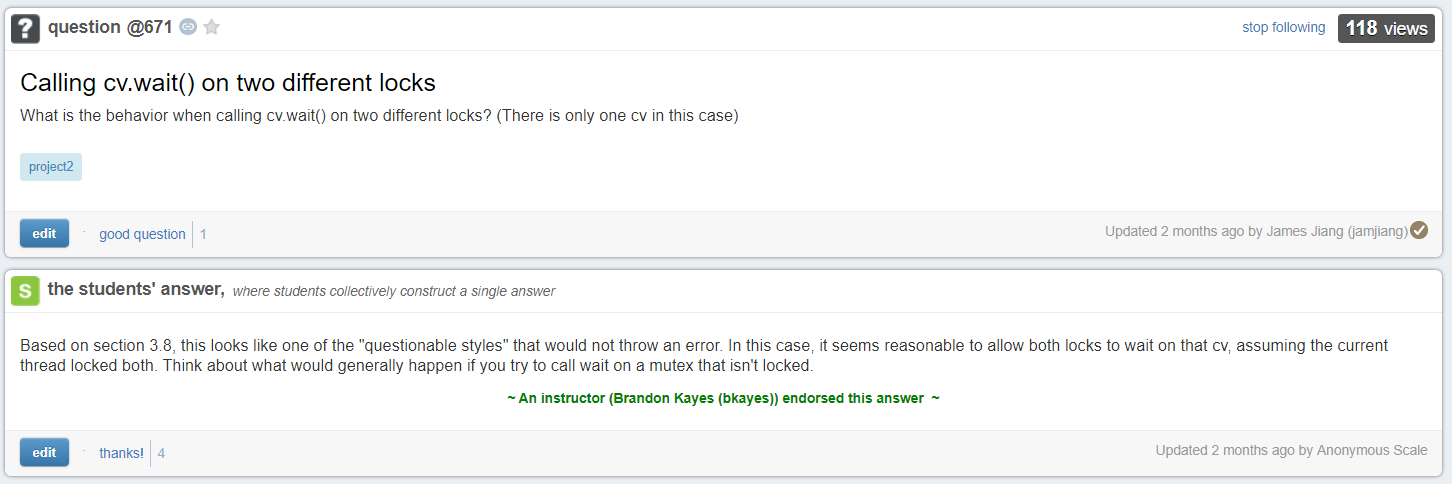 ? question @671
stop following 118 views
Calling cv.wait() on two different locks
What is the behavior when calling cv.wait() on two different locks? (There is only one cv in this case)
project2
edit · good question 1
Updated 2 months ago by James Jiang (jamjiang)
S the students' answer, where students collectively construct a single answer
Based on section 3.8, this looks like one of the "questionable styles" that would not throw an error. In this case, it seems reasonable to allow both locks to wait on that cv, assuming the current
thread locked both. Think about what would generally happen if you try to call wait on a mutex that isn't locked.
~ An instructor (Brandon Kayes (bkayes)) endorsed this answer ~
edit · thanks! 4
Updated 2 months ago by Anonymous Scale